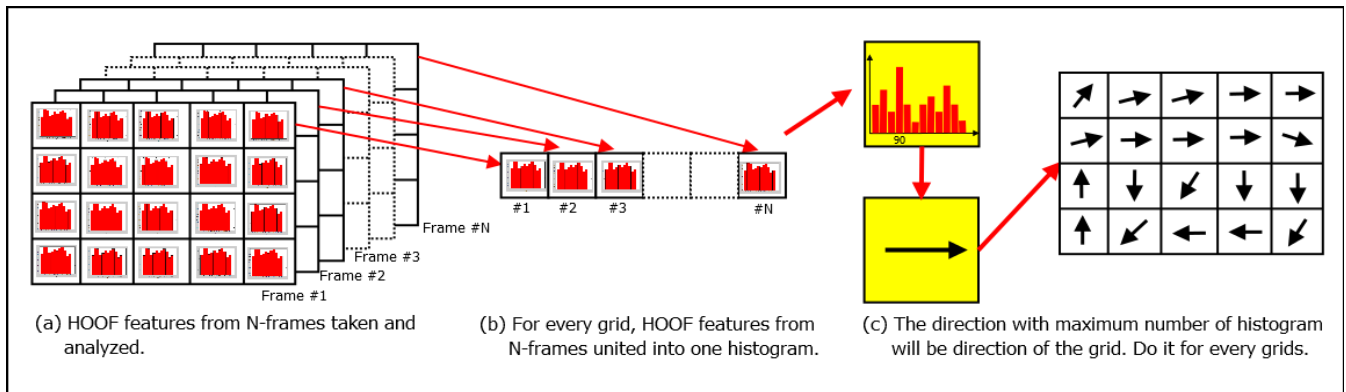 Frame #N
Frame #3
Frame #2
Frame #1
(a) HOOF features from N-frames taken and
analyzed.
#1 #2 #3 #N
(b) For every grid, HOOF features from
N-frames united into one histogram.
90
(c) The direction with maximum number of histogram
will be direction of the grid. Do it for every grids.